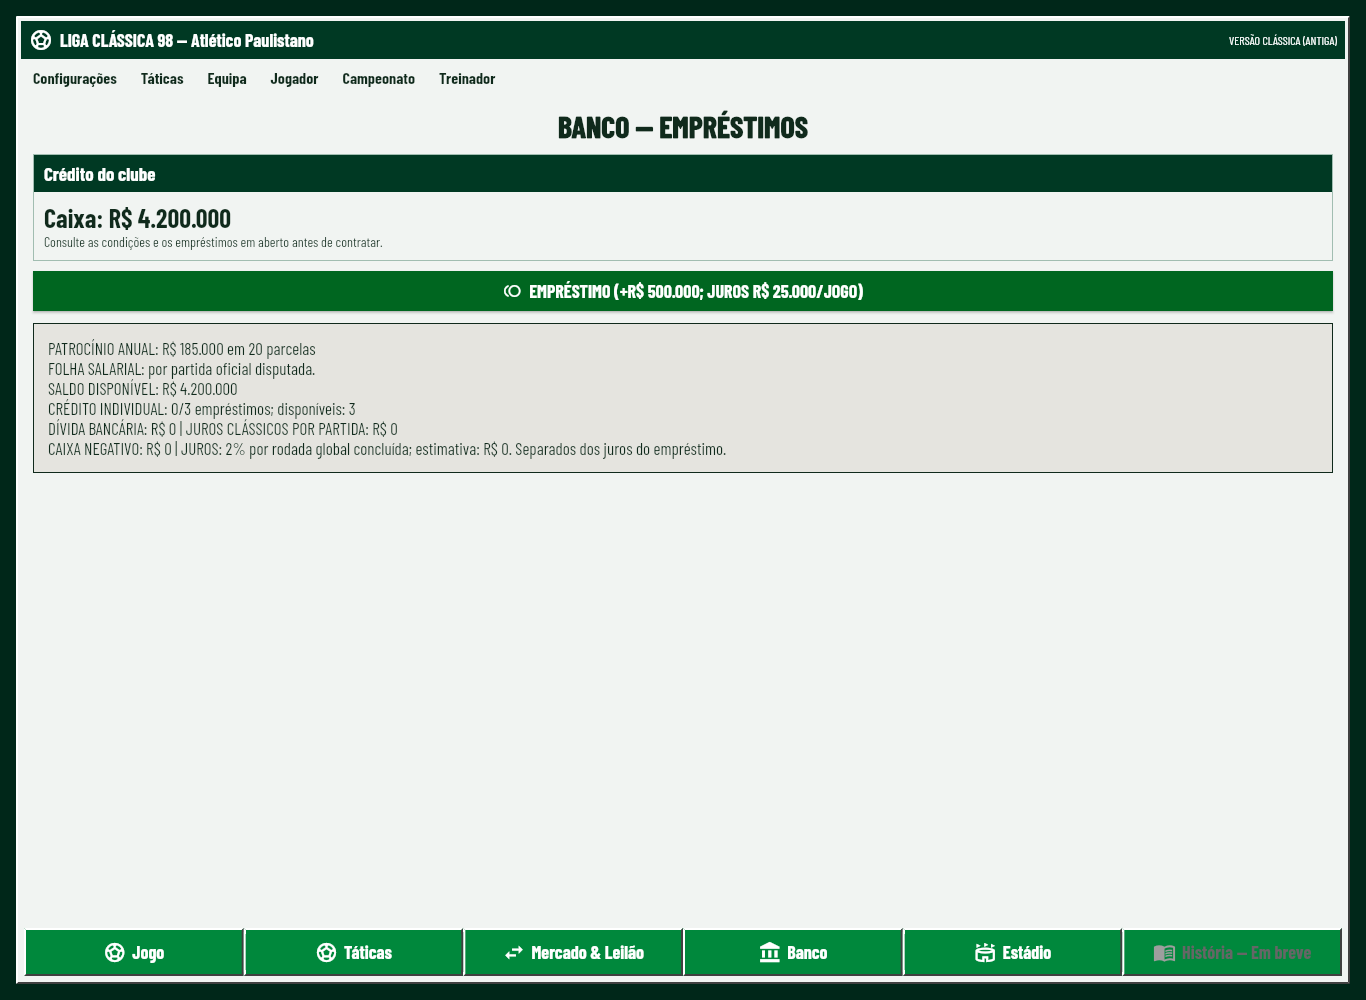 LIGA CLÁSSICA 98 — Atlético Paulistano
VERSÃO CLÁSSICA (ANTIGA)
Configurações Táticas Equipa Jogador Campeonato Treinador
BANCO — EMPRÉSTIMOS
Crédito do clube
Caixa: R$ 4.200.000
Consulte as condições e os empréstimos em aberto antes de contratar.
EMPRÉSTIMO (+R$ 500.000; JUROS R$ 25.000/JOGO)
PATROCÍNIO ANUAL: R$ 185.000 em 20 parcelas
FOLHA SALARIAL: por partida oficial disputada.
SALDO DISPONÍVEL: R$ 4.200.000
CRÉDITO INDIVIDUAL: 0/3 empréstimos; disponíveis: 3
DÍVIDA BANCÁRIA: R$ 0 | JUROS CLÁSSICOS POR PARTIDA: R$ 0
CAIXA NEGATIVO: R$ 0 | JUROS: 2% por rodada global concluída; estimativa: R$ 0. Separados dos juros do empréstimo.
Jogo Táticas Mercado & Leilão Banco Estádio História — Em breve